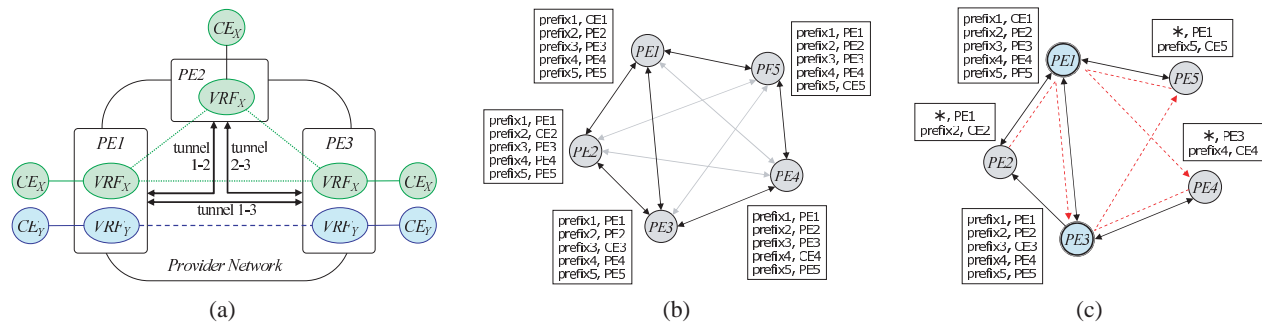 CE_X
PE2
VRF_X
PE1
tunnel
1-2
tunnel
2-3
PE3
CE_X
VRF_X
VRF_X
CE_X
tunnel 1-3
CE_Y
VRF_Y
VRF_Y
CE_Y
Provider Network
(a)
prefix1, CE1
prefix2, PE2
prefix3, PE3
prefix4, PE4
prefix5, PE5
PE1
prefix1, PE1
prefix2, PE2
prefix3, PE3
prefix4, PE4
prefix5, CE5
PF5
prefix1, PE1
prefix2, CE2
prefix3, PE3
prefix4, PE4
prefix5, PE5
PE2
PE4
PE3
prefix1, PE1
prefix2, PF2
prefix3, CE3
prefix4, PE4
prefix5, PE5
prefix1, PE1
prefix2, PE2
prefix3, PE3
prefix4, CE4
prefix5, PE5
(b)
prefix1, CE1
prefix2, PE2
prefix3, PE3
prefix4, PE4
prefix5, PF5
PE1
*, PE1
prefix5, CE5
PE5
*, PE1
prefix2, CE2
PE2
*, PE3
prefix4, CE4
PE4
prefix1, PE1
prefix2, PE2
prefix3, CE3
prefix4, PE4
prefix5, PE5
PE3
(c)